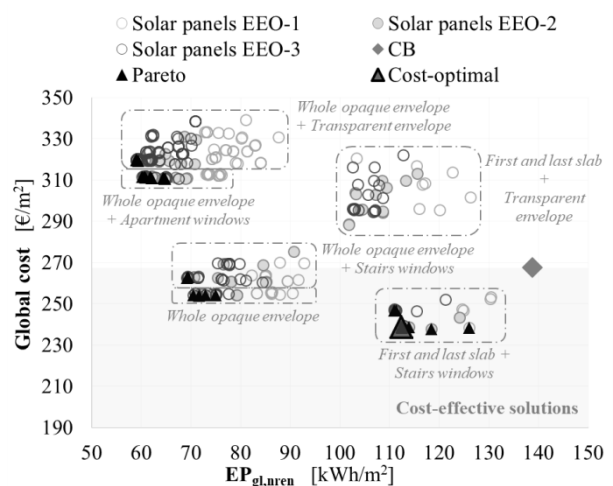 Solar panels EEO-1
Solar panels EEO-2
Solar panels EEO-3
CB
Pareto
Cost-optimal
Global cost [€/m²]
350
330
310
290
270
250
230
210
190
Whole opaque envelope
+ Transparent envelope
First and last slab
+
Transparent
envelope
Whole opaque envelope
+ Apartment windows
Whole opaque envelope
+ Stairs windows
Whole opaque envelope
First and last slab +
Stairs windows
Cost-effective solutions
50 60 70 80 90 100 110 120 130 140 150
EPgl,nren [kWh/m²]